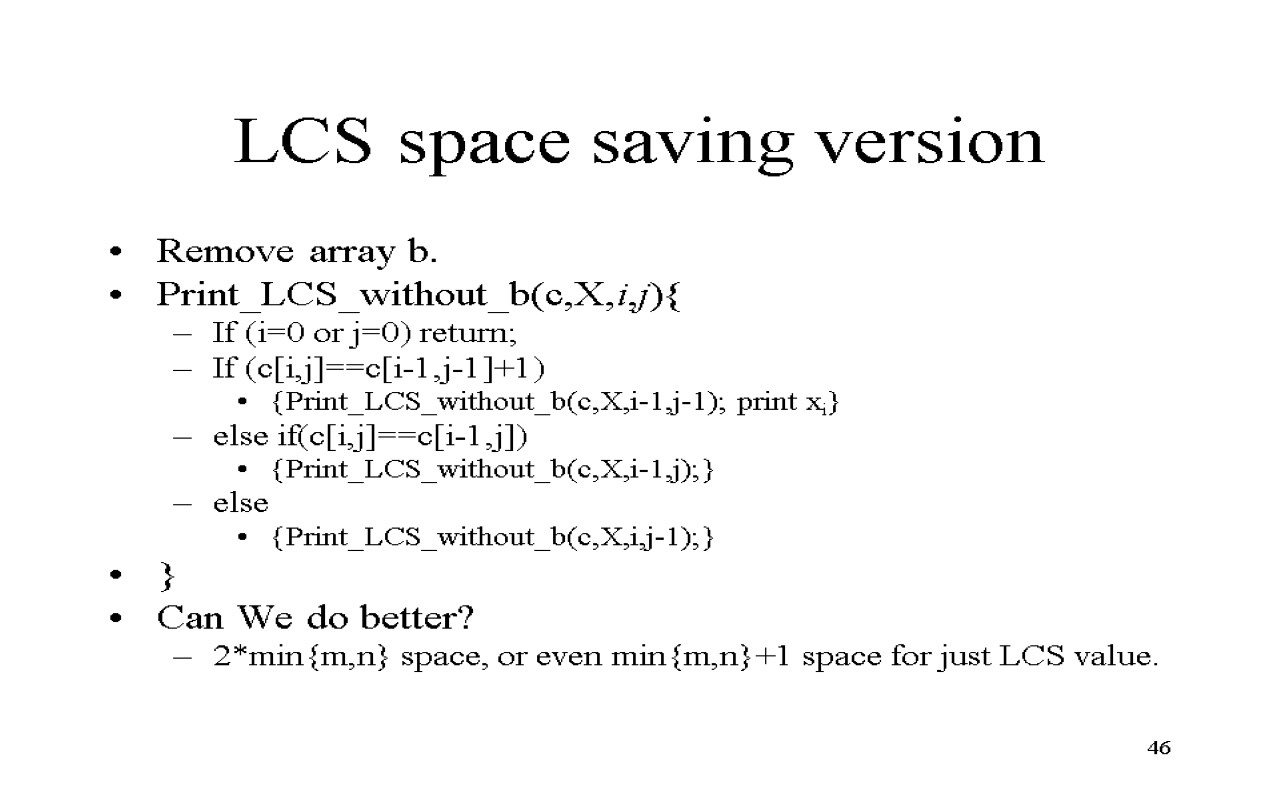 LCS space saving version
• Remove array b.
• Print_LCS_without_b(c,X,i,j){
– If (i=0 or j=0) return;
– If (c[i,j]==c[i-1,j-1]+1)
• {Print_LCS_without_b(c,X,i-1,j-1); print xi}
– else if(c[i,j]==c[i-1,j])
• {Print_LCS_without_b(c,X,i-1,j);}
– else
• {Print_LCS_without_b(c,X,i,j-1);}
• }
• Can We do better?
– 2*min{m,n} space, or even min{m,n}+1 space for just LCS value.
46